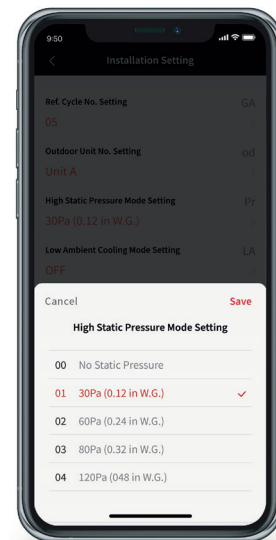 9:50
Installation Setting
Ref. Cycle No. Setting GA
05
Outdoor Unit No. Setting od
Unit A
High Static Pressure Mode Setting Pr
30Pa (0.12 in W.G.)
Low Ambient Cooling Mode Setting LA
OFF
Cancel Save
High Static Pressure Mode Setting
00 No Static Pressure
01 30Pa (0.12 in W.G.)
02 60Pa (0.24 in W.G.)
03 80Pa (0.32 in W.G.)
04 120Pa (048 in W.G.)